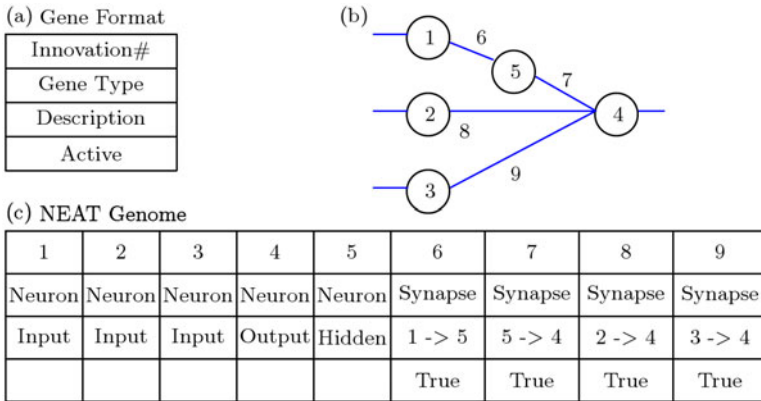 (a) Gene Format
Innovation#
Gene Type
Description
Active
(b)
1
6
5
7
2
8
4
3
9
(c) NEAT Genome
1 2 3 4 5 6 7 8 9
Neuron Neuron Neuron Neuron Neuron Synapse Synapse Synapse Synapse
Input Input Input Output Hidden 1 -> 5 5 -> 4 2 -> 4 3 -> 4
True True True True